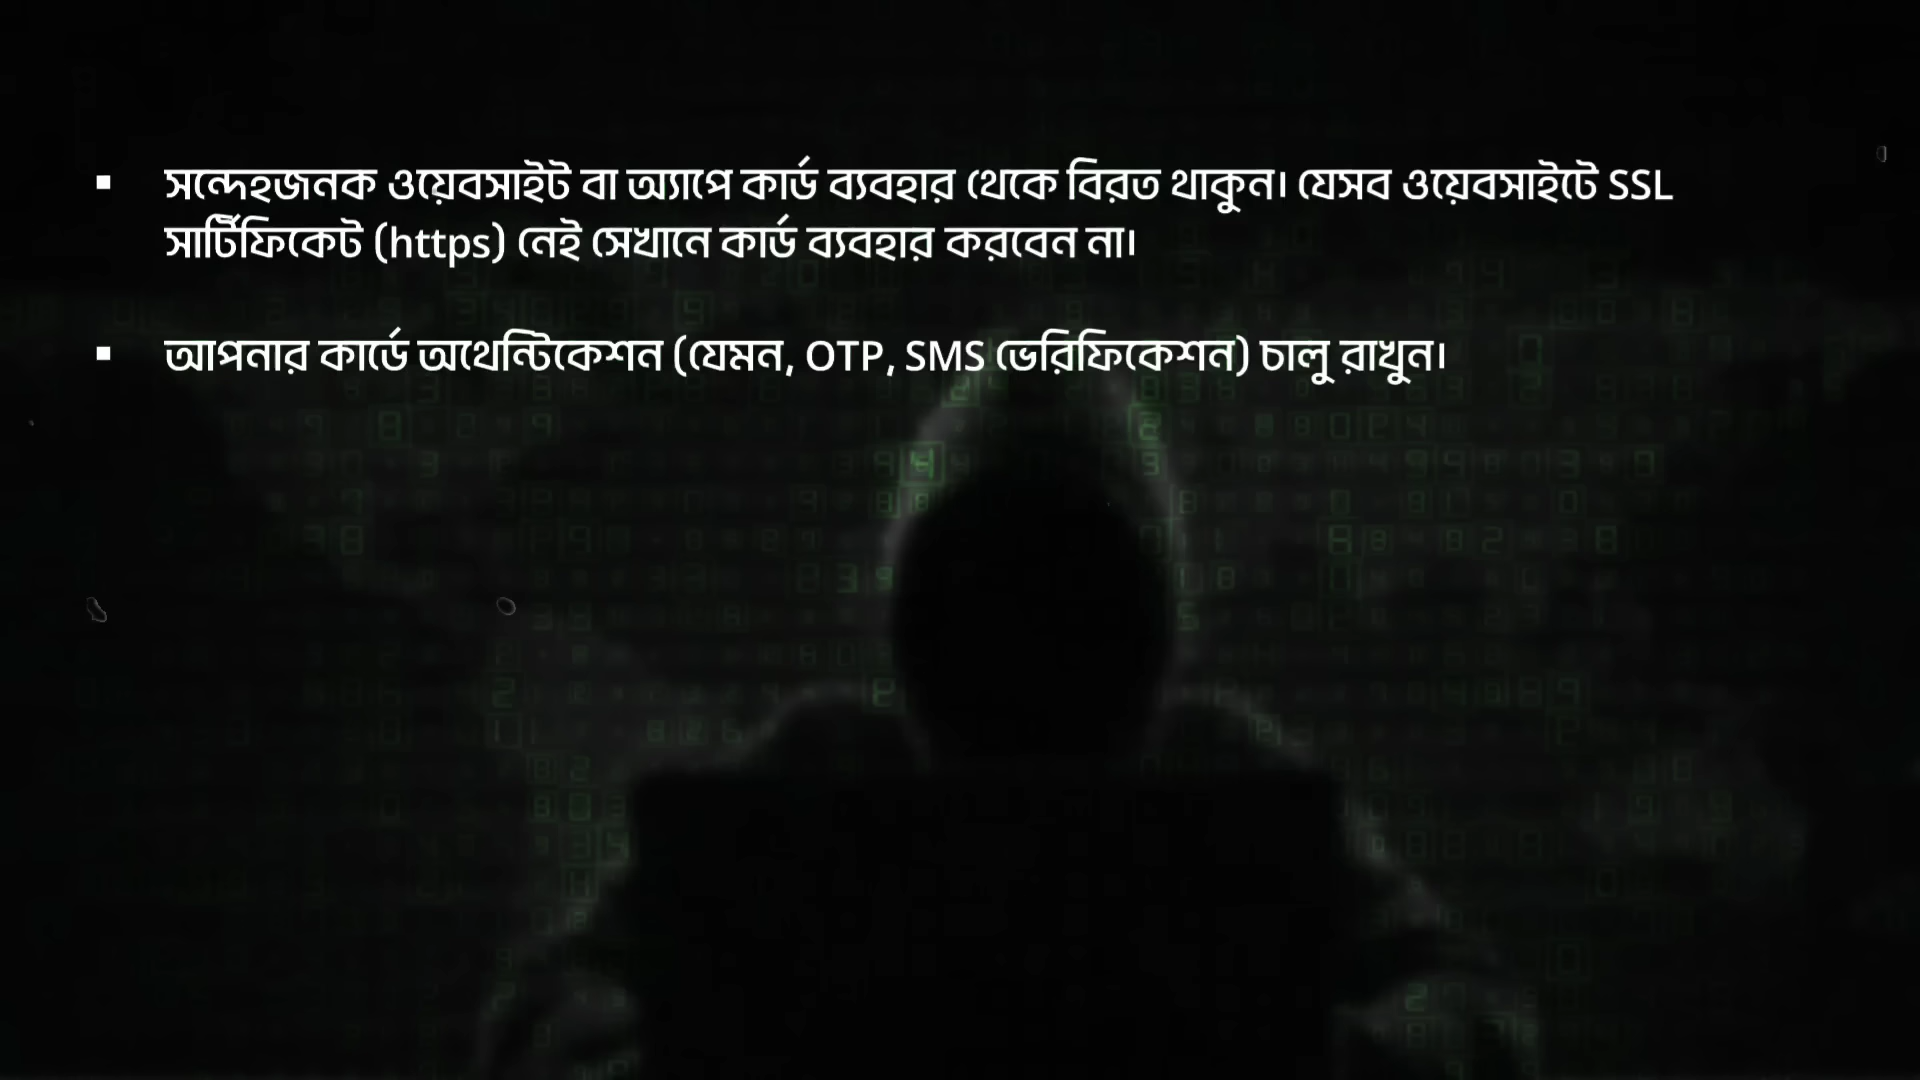 ▪ সন্দেহজনক ওয়েবসাইট বা অ্যাপে কার্ড ব্যবহার থেকে বিরত থাকুন। যেসব ওয়েবসাইটে SSL
সার্টিফিকেট (https) নেই সেখানে কার্ড ব্যবহার করবেন না।
▪ আপনার কার্ডে অথেন্টিকেশন (যেমন, OTP, SMS ভেরিফিকেশন) চালু রাখুন।